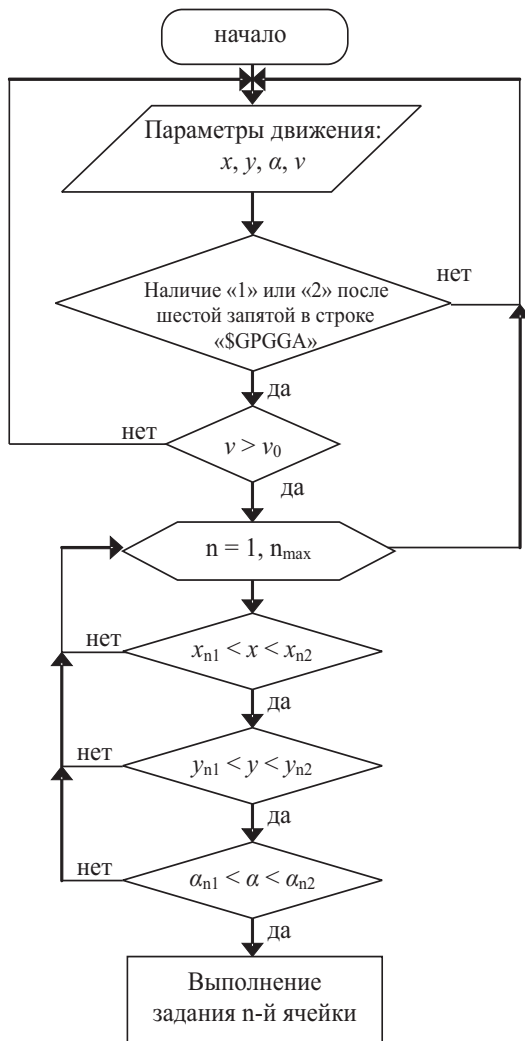 начало
Параметры движения:
x, y, α, v
нет
Наличие «1» или «2» после
шестой запятой в строке
«$GPGGA»
да
нет
v > v₀
да
n = 1, nmax
нет
xn1 < x < xn2
да
нет
yn1 < y < yn2
да
нет
αn1 < α < αn2
да
Выполнение
задания n-й ячейки